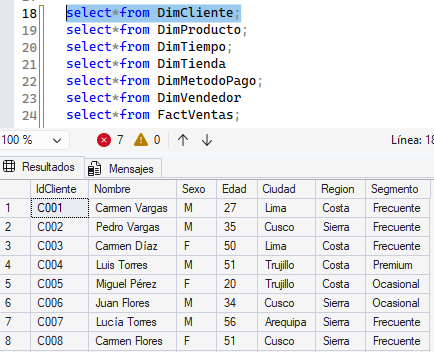 18 select*from DimCliente;
19 select*from DimProducto;
20 select*from DimTiempo;
21 select*from DimTienda
22 select*from DimMetodoPago;
23 select*from DimVendedor
24 select*from FactVentas;
100 % 7 0 Línea: 18
Resultados Mensajes
IdCliente Nombre Sexo Edad Ciudad Region Segmento
1 C001 Carmen Vargas M 27 Lima Costa Frecuente
2 C002 Pedro Vargas M 35 Cusco Sierra Frecuente
3 C003 Carmen Díaz F 50 Lima Costa Frecuente
4 C004 Luis Torres M 51 Trujillo Costa Premium
5 C005 Miguel Pérez F 20 Trujillo Sierra Ocasional
6 C006 Juan Flores M 34 Cusco Sierra Ocasional
7 C007 Lucía Torres M 56 Arequipa Sierra Frecuente
8 C008 Carmen Flores F 51 Cusco Sierra Frecuente